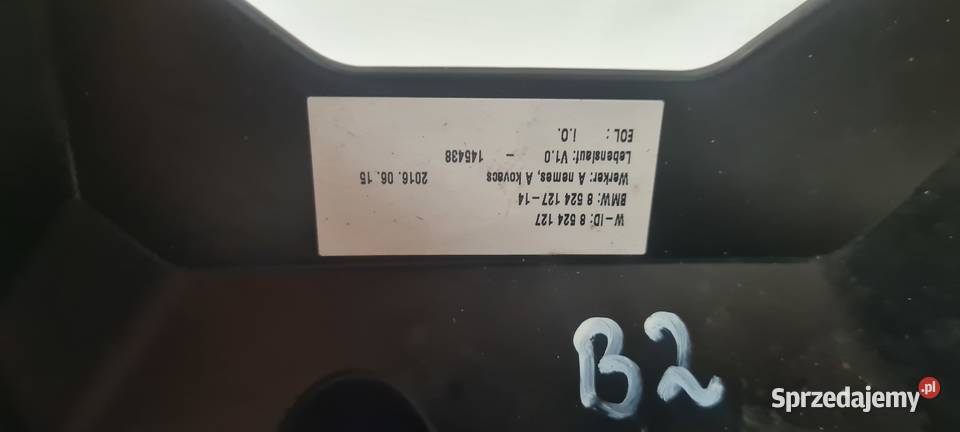 W-ID: 8 524 127
BMW: 8 524 127-14
Werker: A nemes, A kovacs 2016. 06. 15
Lebenslauf: V1.0 - 145438
EOL : I.O.
B2
Sprzedajemy.pl